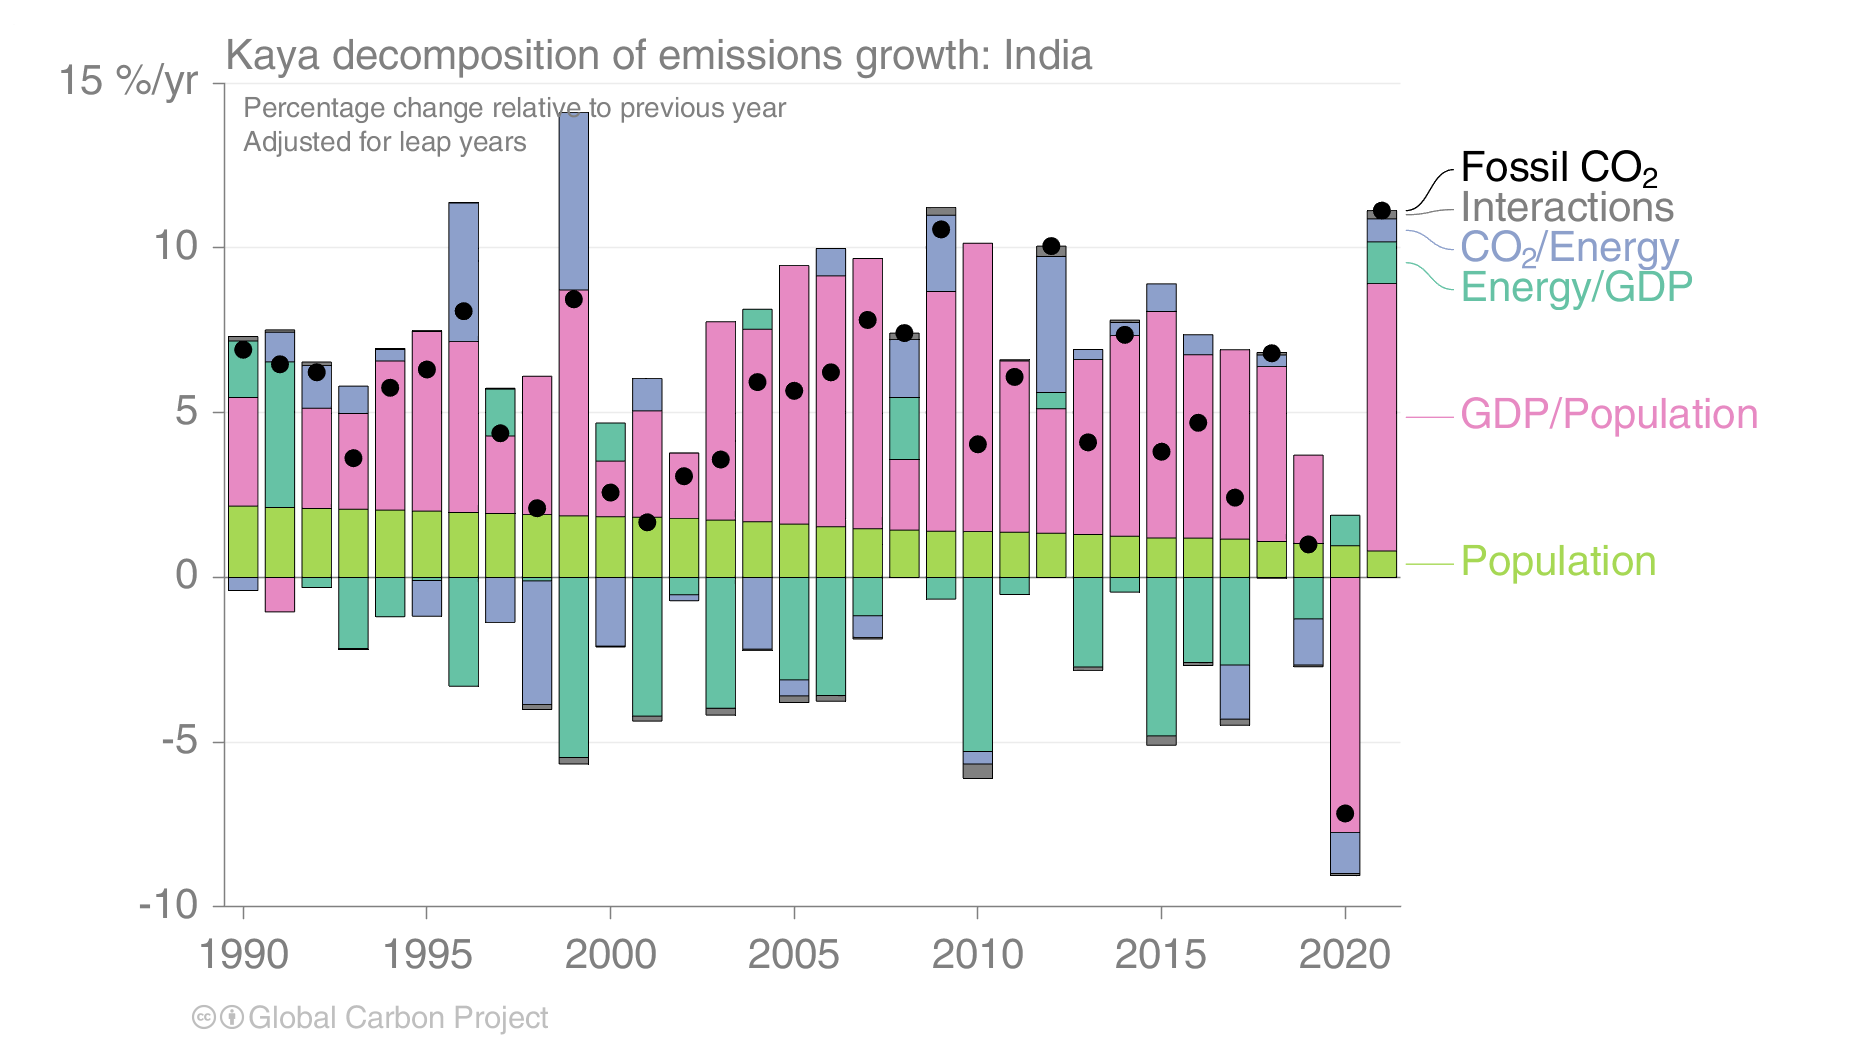 Kaya decomposition of emissions growth: India
15 %/yr
Percentage change relative to previous year
Adjusted for leap years
Fossil CO2
Interactions
CO2/Energy
10
Energy/GDP
5
GDP/Population
0
Population
-5
-10
1990 1995 2000 2005 2010 2015 2020
cc Global Carbon Project